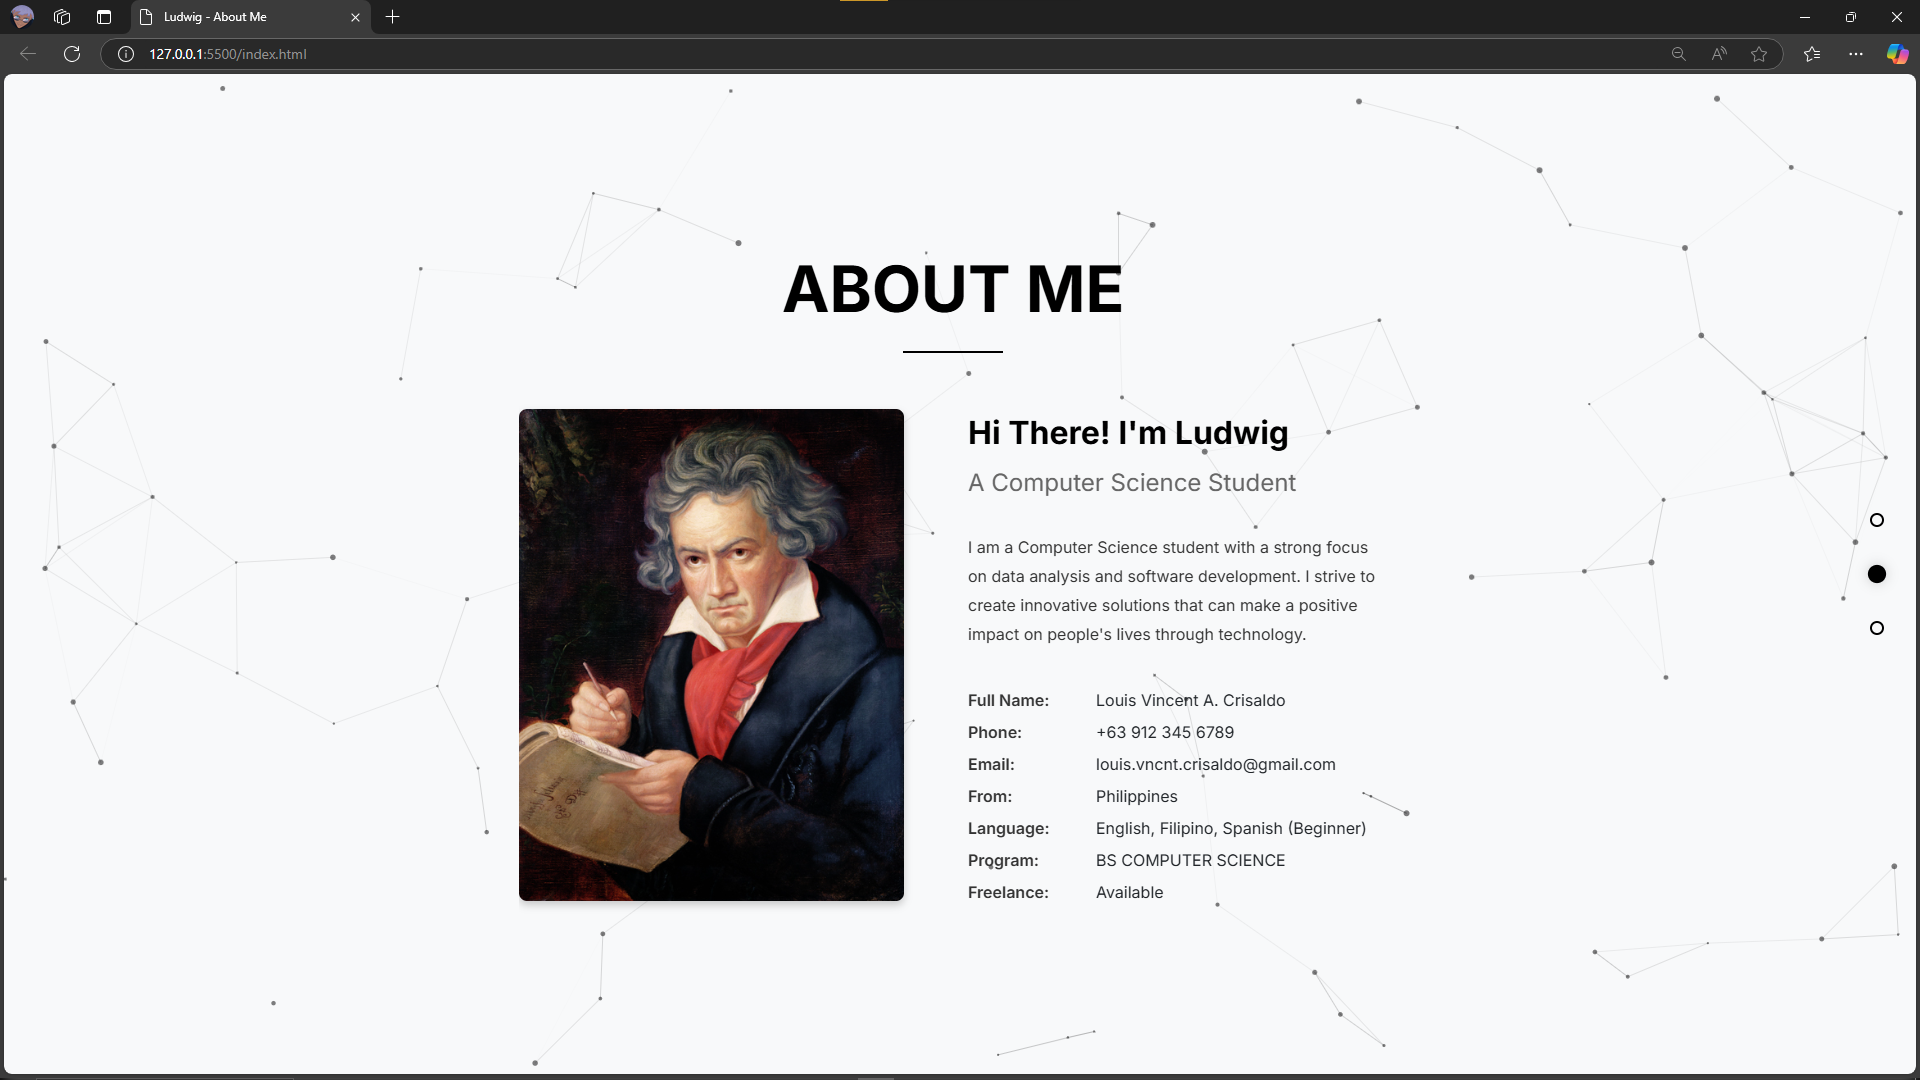 Ludwig - About Me
127.0.0.1:5500/index.html
ABOUT ME
Hi There! I'm Ludwig
A Computer Science Student
I am a Computer Science student with a strong focus
on data analysis and software development. I strive to
create innovative solutions that can make a positive
impact on people's lives through technology.
Full Name: Louis Vincent A. Crisaldo
Phone: +63 912 345 6789
Email: louis.vncnt.crisaldo@gmail.com
From: Philippines
Language: English, Filipino, Spanish (Beginner)
Program: BS COMPUTER SCIENCE
Freelance: Available